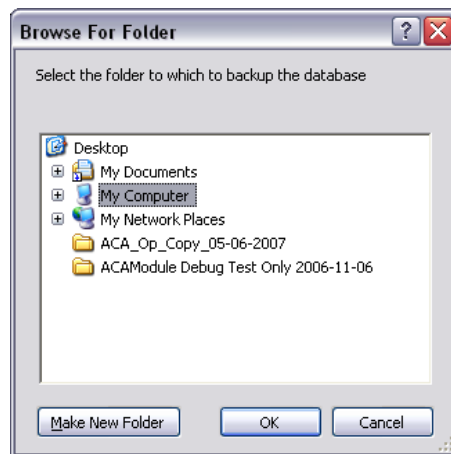 Browse For Folder
Select the folder to which to backup the database
Desktop
My Documents
My Computer
My Network Places
ACA_Op_Copy_05-06-2007
ACAModule Debug Test Only 2006-11-06
Make New Folder
OK
Cancel